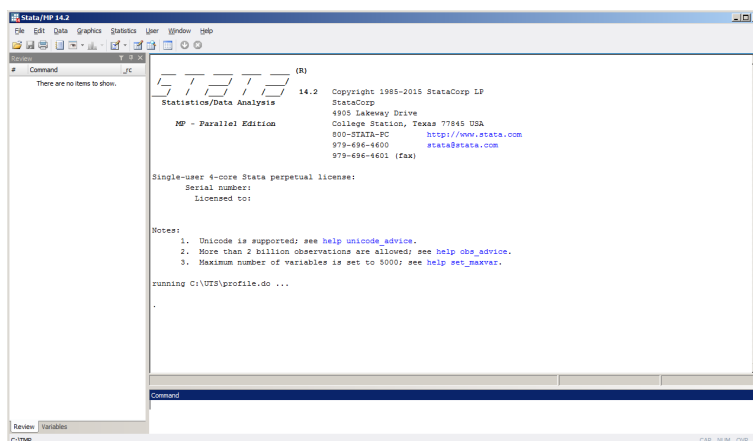 Stata/MP 14.2
File Edit Data Graphics Statistics User Window Help
Review
# Command _rc
There are no items to show.
(R)
14.2 Copyright 1985-2015 StataCorp LP
Statistics/Data Analysis StataCorp
4905 Lakeway Drive
MP - Parallel Edition College Station, Texas 77845 USA
800-STATA-PC http://www.stata.com
979-696-4600 stata@stata.com
979-696-4601 (fax)
Single-user 4-core Stata perpetual license:
Serial number:
Licensed to:
Notes:
1. Unicode is supported; see help unicode_advice.
2. More than 2 billion observations are allowed; see help obs_advice.
3. Maximum number of variables is set to 5000; see help set_maxvar.
running C:\UTS\profile.do ...
.
Command
Review Variables
C:\TMP CAP NUM OVR